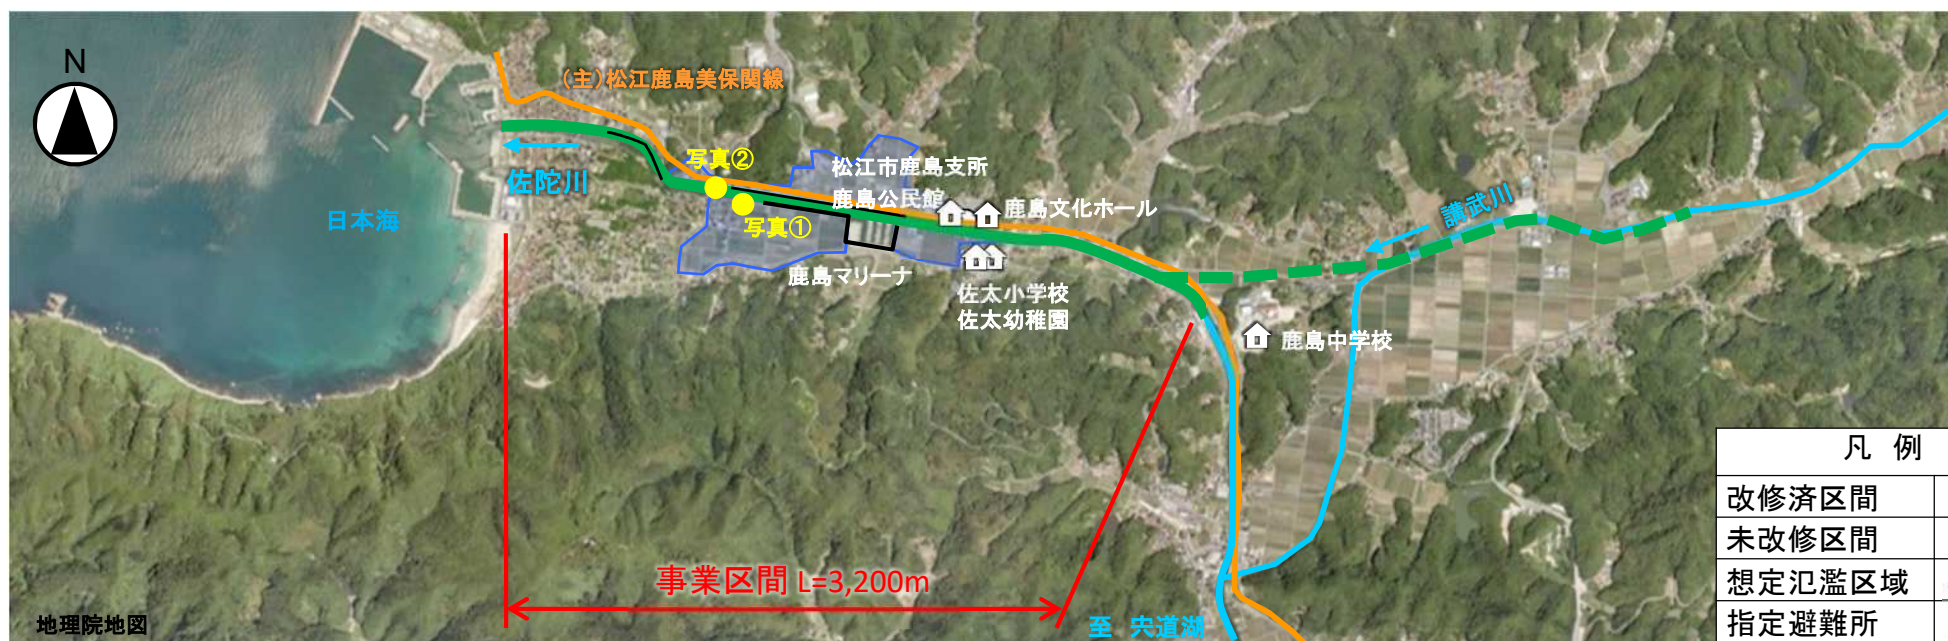 N
(主)松江鹿島美保関線
写真②
松江市鹿島支所
鹿島公民館
鹿島文化ホール
佐陀川
日本海
写真①
講武川
鹿島マリーナ
佐太小学校
佐太幼稚園
鹿島中学校
凡 例
改修済区間
未改修区間
想定氾濫区域
指定避難所
事業区間 L=3,200m
地理院地図
至 宍道湖